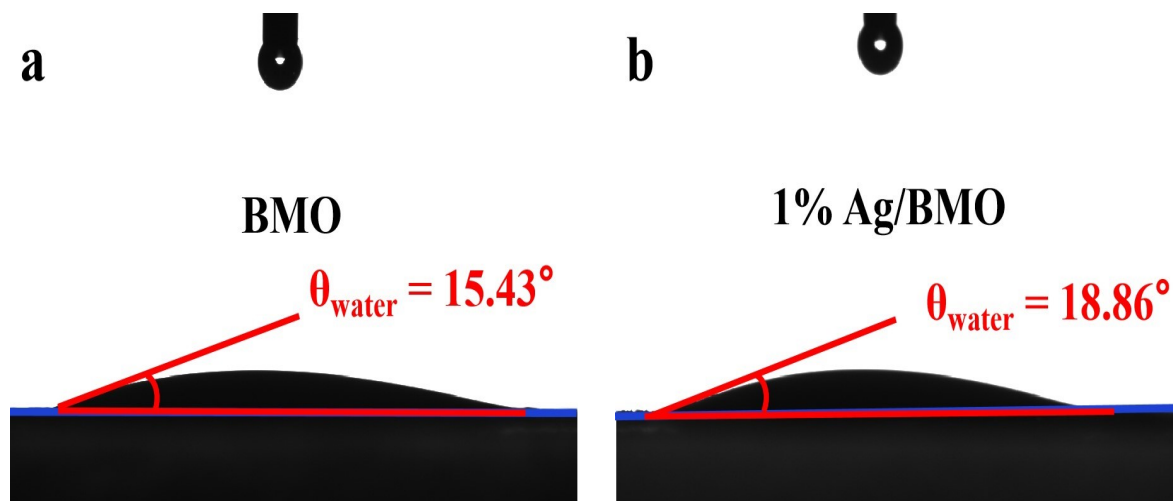 a
BMO
θwater = 15.43°
b
1% Ag/BMO
θwater = 18.86°